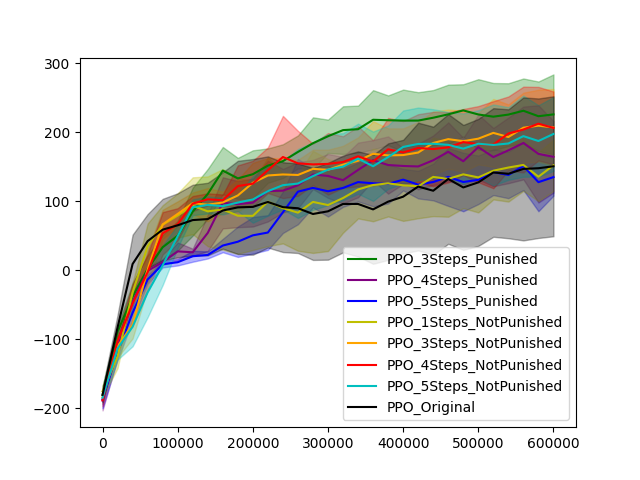 300
200
100
0
−100
−200
0
100000
200000
300000
400000
500000
600000
PPO_3Steps_Punished
PPO_4Steps_Punished
PPO_5Steps_Punished
PPO_1Steps_NotPunished
PPO_3Steps_NotPunished
PPO_4Steps_NotPunished
PPO_5Steps_NotPunished
PPO_Original